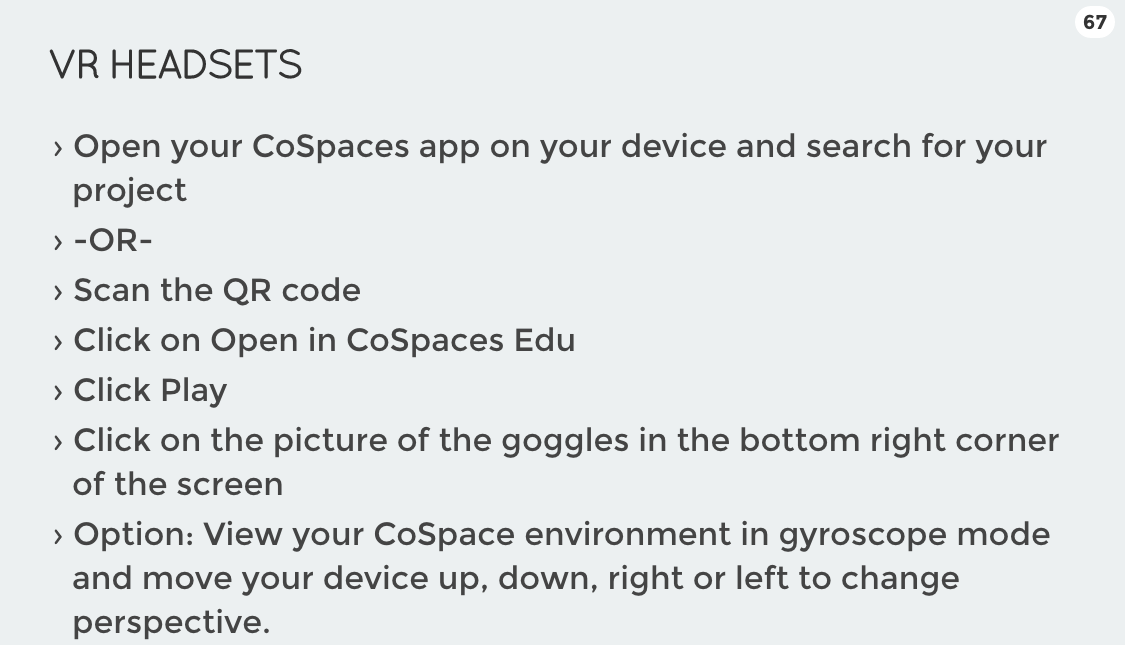 67
VR HEADSETS
› Open your CoSpaces app on your device and search for your
project
› -OR-
› Scan the QR code
› Click on Open in CoSpaces Edu
› Click Play
› Click on the picture of the goggles in the bottom right corner
of the screen
› Option: View your CoSpace environment in gyroscope mode
and move your device up, down, right or left to change
perspective.